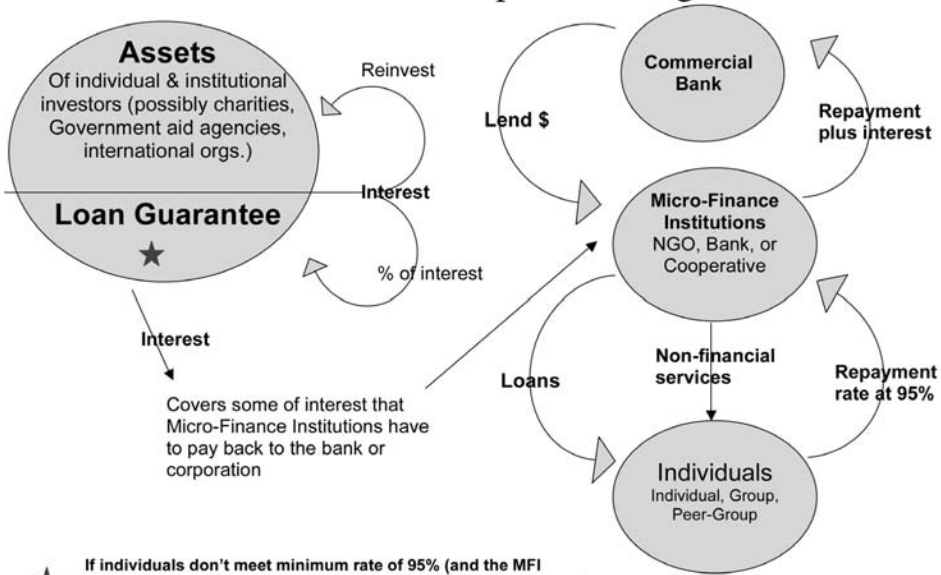 Assets
Of individual & institutional
investors (possibly charities,
Government aid agencies,
international orgs.)
Loan Guarantee
Reinvest
Interest
% of interest
Interest
Covers some of interest that
Micro-Finance Institutions have
to pay back to the bank or
corporation
Commercial
Bank
Lend $
Repayment
plus interest
Micro-Finance
Institutions
NGO, Bank, or
Cooperative
Loans
Non-financial
services
Repayment
rate at 95%
Individuals
Individual, Group,
Peer-Group
If individuals don’t meet minimum rate of 95% (and the MFI